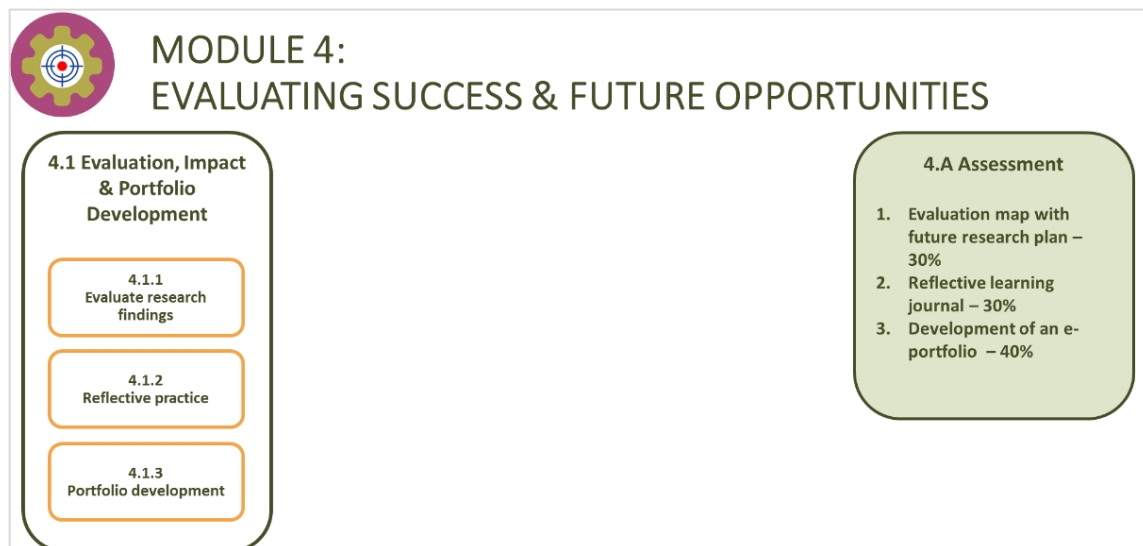 MODULE 4:
EVALUATING SUCCESS & FUTURE OPPORTUNITIES
4.1 Evaluation, Impact
& Portfolio
Development
4.1.1
Evaluate research
findings
4.1.2
Reflective practice
4.1.3
Portfolio development
4.A Assessment
1. Evaluation map with
future research plan –
30%
2. Reflective learning
journal – 30%
3. Development of an e-
portfolio – 40%